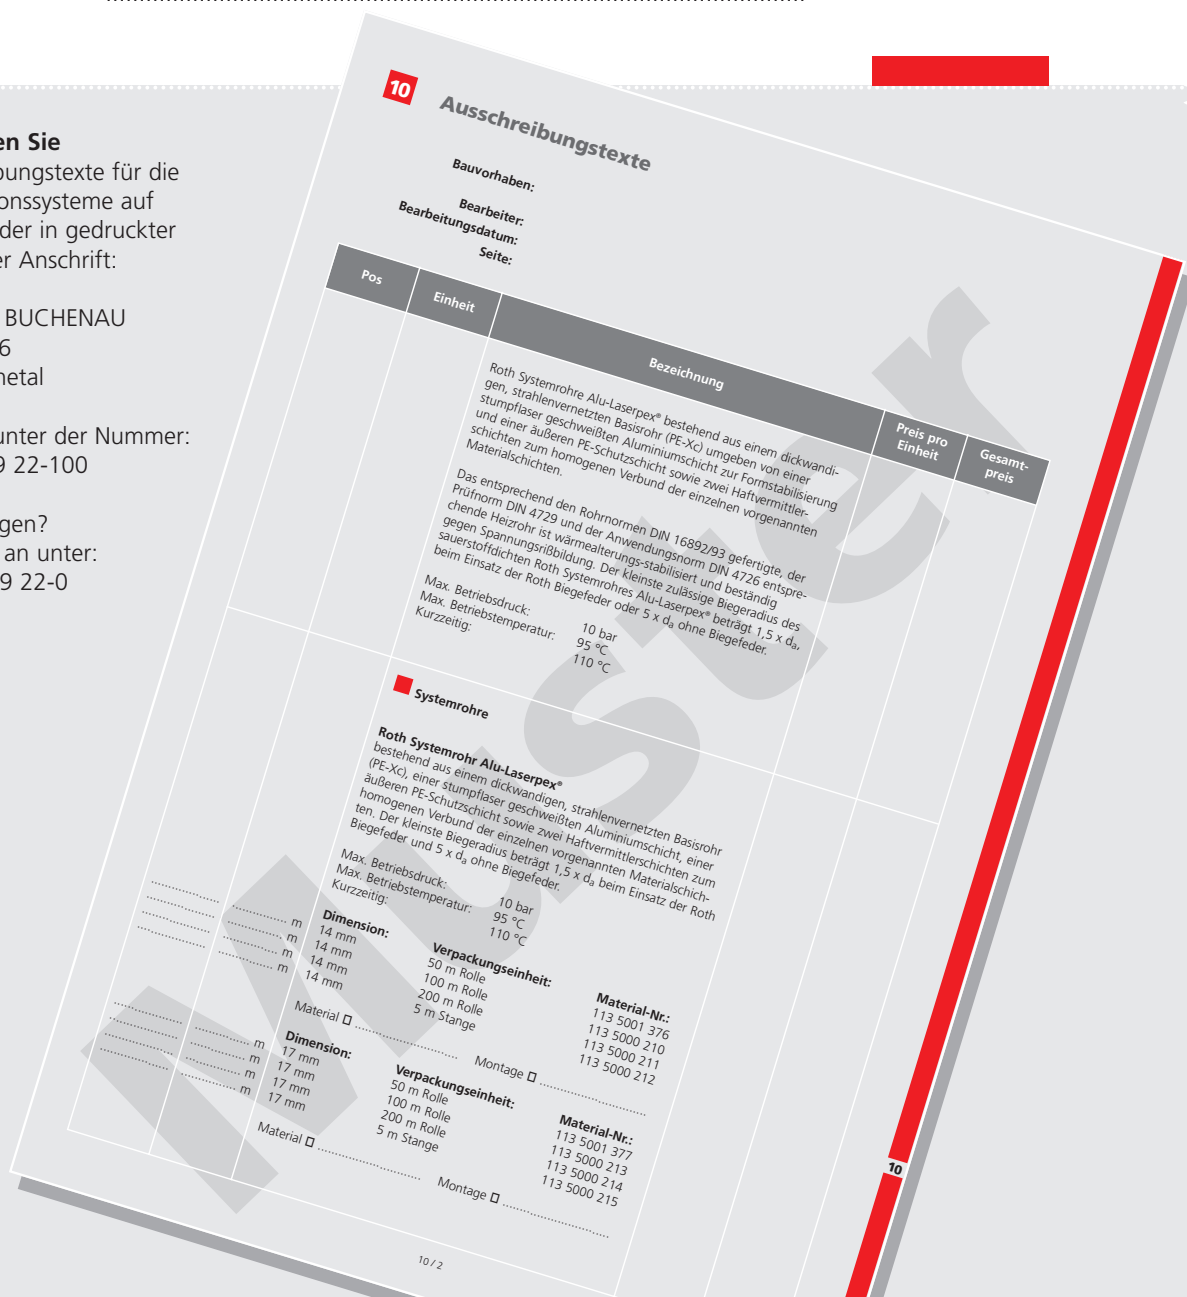 en Sie
bungstexte für die
onssysteme auf
der in gedruckter
er Anschrift:
BUCHENAU
6
netal
unter der Nummer:
9 22-100
gen?
an unter:
9 22-0
10
Ausschreibungstexte
Bauvorhaben:
Bearbeiter:
Bearbeitungsdatum:
Seite:
Pos Einheit Bezeichnung Preis pro Einheit Gesamt-preis
Roth Systemrohre Alu-Laserpex® bestehend aus einem dickwandi-
gen, strahlenvernetzten Basisrohr (PE-Xc) umgeben von einer
stumpflaser geschweißten Aluminiumschicht zur Formstabilisierung
und einer äußeren PE-Schutzschicht sowie zwei Haftvermittler-
schichten zum homogenen Verbund der einzelnen vorgenannten
Materialschichten.
Das entsprechend den Rohrnormen DIN 16892/93 gefertigte, der
Prüfnorm DIN 4729 und der Anwendungsnorm DIN 4726 entspre-
chende Heizrohr ist wärmealterungs-stabilisiert und beständig
gegen Spannungsrißbildung. Der kleinste zulässige Biegeradius des
sauerstoffdichten Roth Systemrohres Alu-Laserpex® beträgt 1,5 x da,
beim Einsatz der Roth Biegefeder oder 5 x da ohne Biegefeder.
Max. Betriebsdruck: 10 bar
Max. Betriebstemperatur: 95 °C
Kurzzeitig: 110 °C
Systemrohre
Roth Systemrohr Alu-Laserpex®
bestehend aus einem dickwandigen, strahlenvernetzten Basisrohr
(PE-Xc), einer stumpflaser geschweißten Aluminiumschicht, einer
äußeren PE-Schutzschicht sowie zwei Haftvermittlerschichten zum
homogenen Verbund der einzelnen vorgenannten Materialschich-
ten. Der kleinste Biegeradius beträgt 1,5 x da beim Einsatz der Roth
Biegefeder und 5 x da ohne Biegefeder.
Max. Betriebsdruck: 10 bar
Max. Betriebstemperatur: 95 °C
Kurzzeitig: 110 °C
Dimension: Verpackungseinheit: Material-Nr.:
.................. ............... m 14 mm 50 m Rolle 113 5001 376
.................. ............... m 14 mm 100 m Rolle 113 5000 210
.................. ............... m 14 mm 200 m Rolle 113 5000 211
.................. ............... m 14 mm 5 m Stange 113 5000 212
Material ............................ Montage ............................
Dimension: Verpackungseinheit: Material-Nr.:
.................. ............... m 17 mm 50 m Rolle 113 5001 377
.................. ............... m 17 mm 100 m Rolle 113 5000 213
.................. ............... m 17 mm 200 m Rolle 113 5000 214
.................. ............... m 17 mm 5 m Stange 113 5000 215
Material ............................ Montage ............................
10 / 2
10
Muster